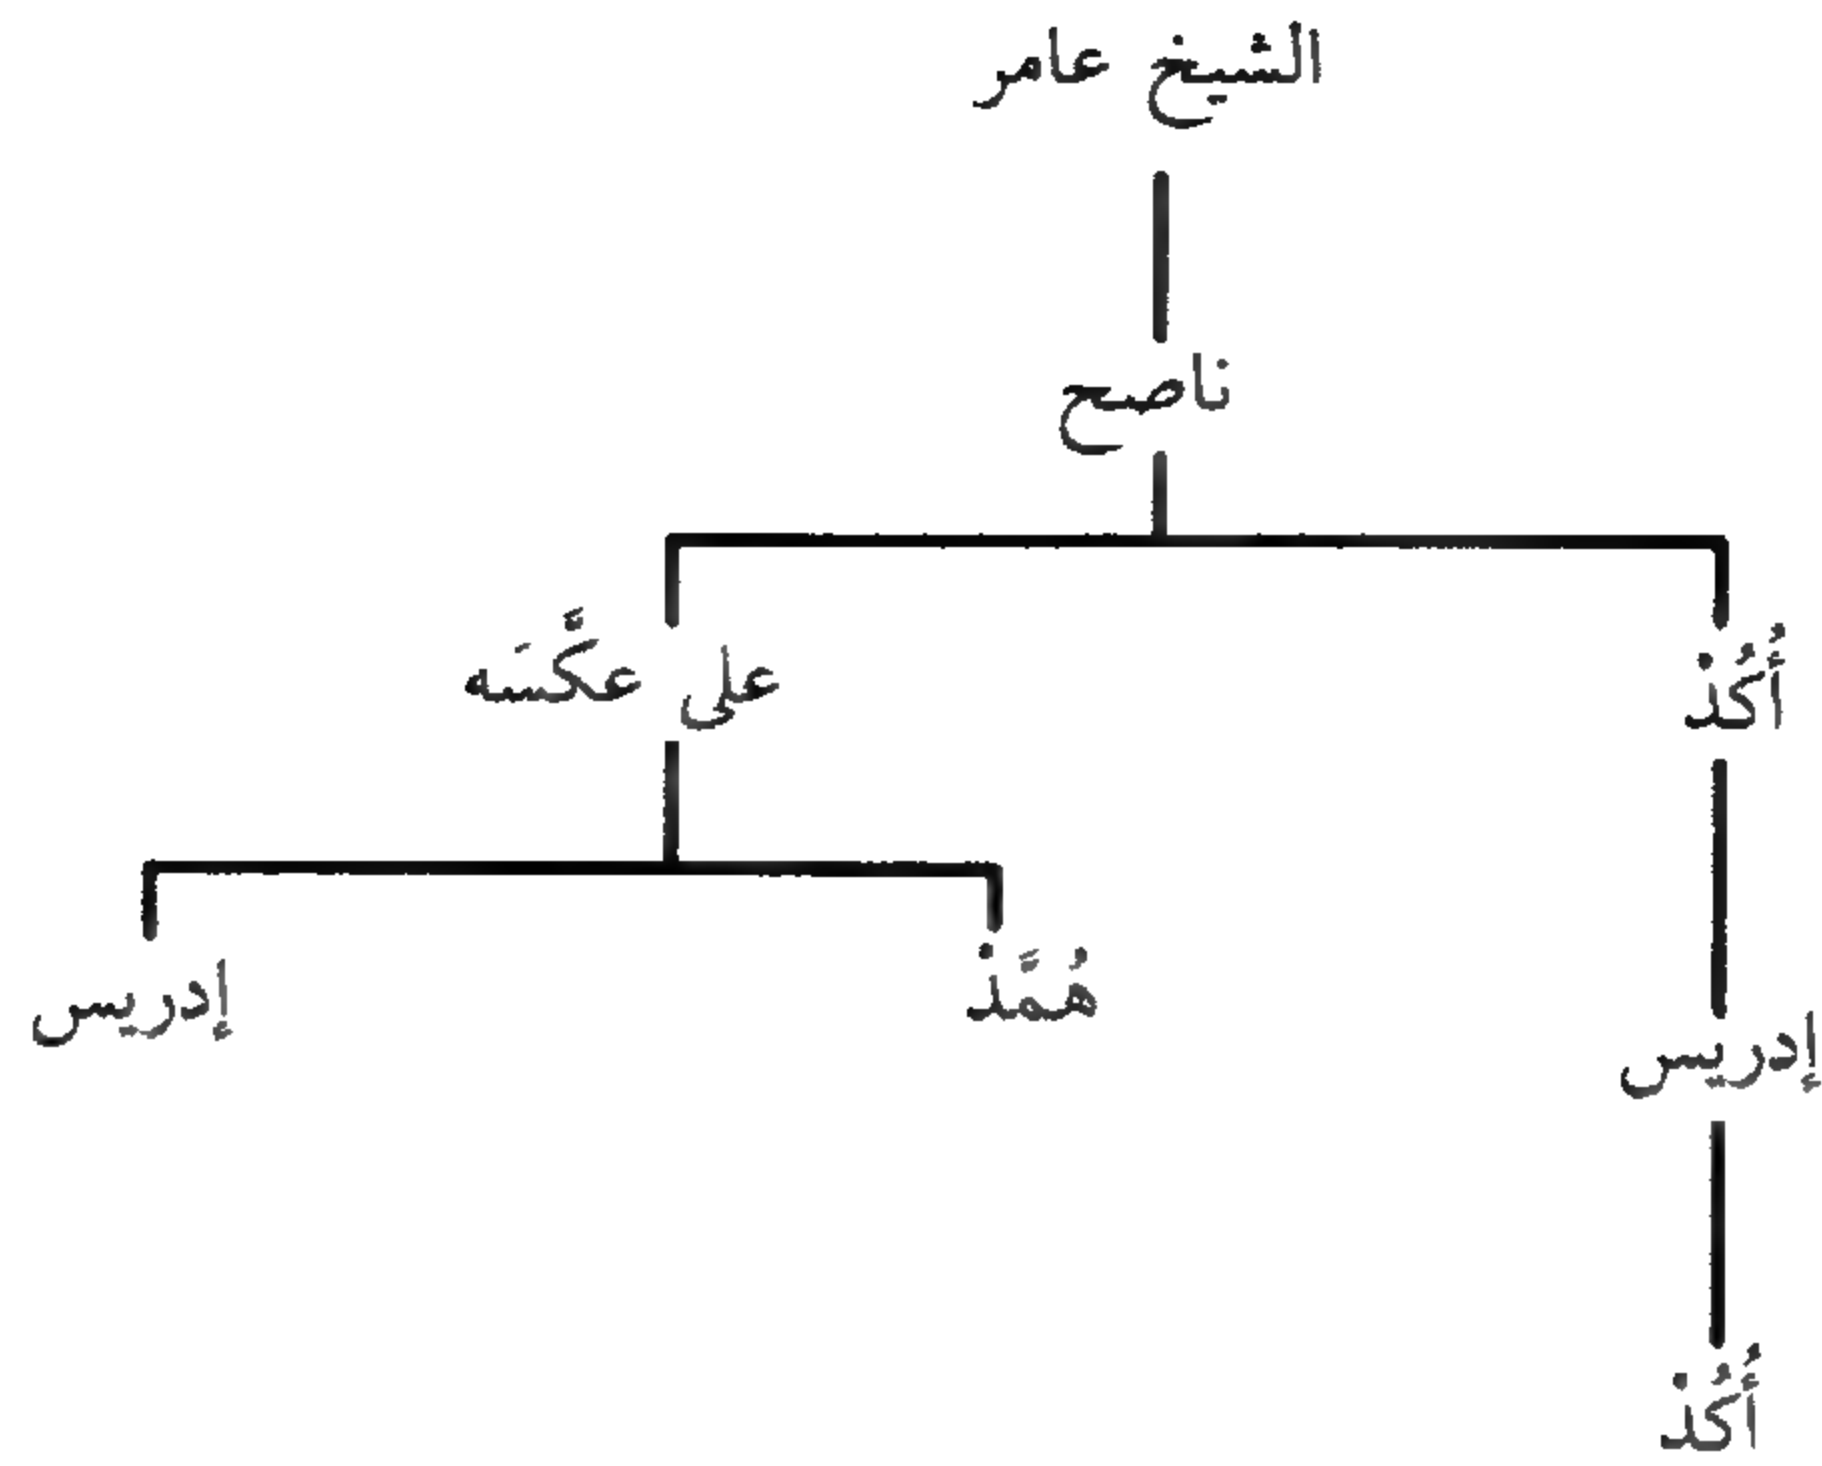 الشيخ عامر
ناصح
أُكُذ
على عكَّسَه
هُمَّذ
إدريس
إدريس
أُكُذ